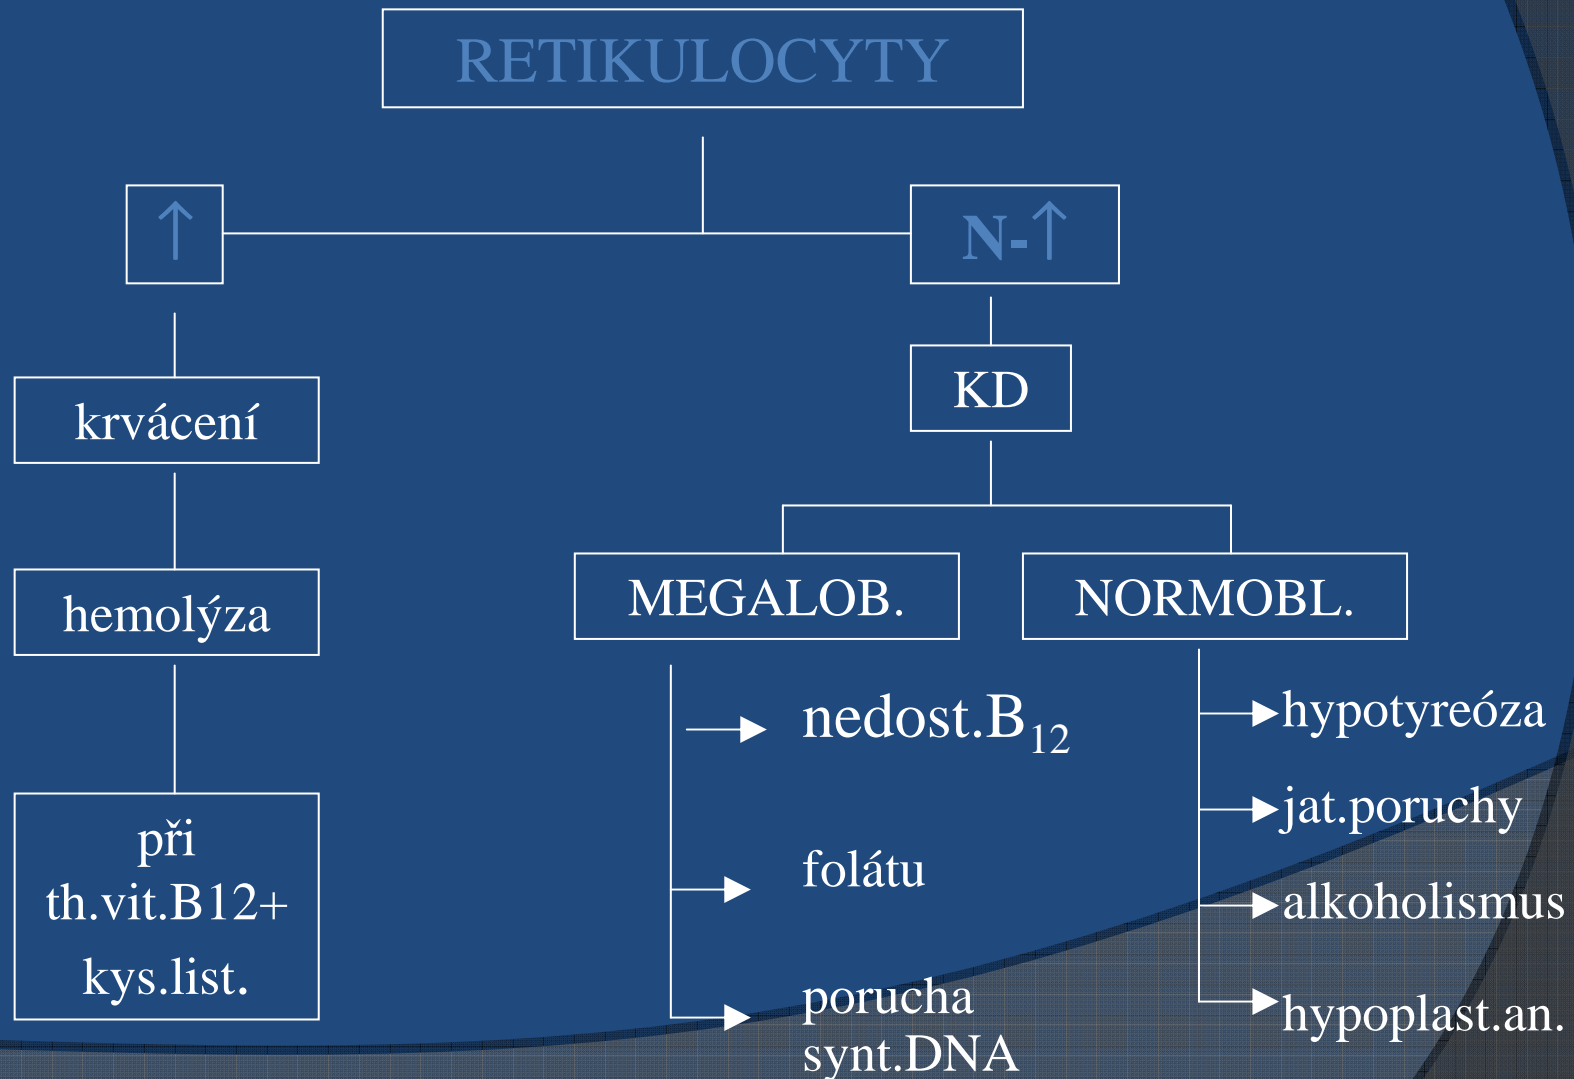 RETIKULOCYTY
↑
N-↑
krvácení
hemolýza
při
th.vit.B12+
kys.list.
KD
MEGALOB.
nedost.B₁₂
folátu
porucha
synt.DNA
NORMOBL.
hypotyreóza
jat.poruchy
alkoholismus
hypoplast.an.